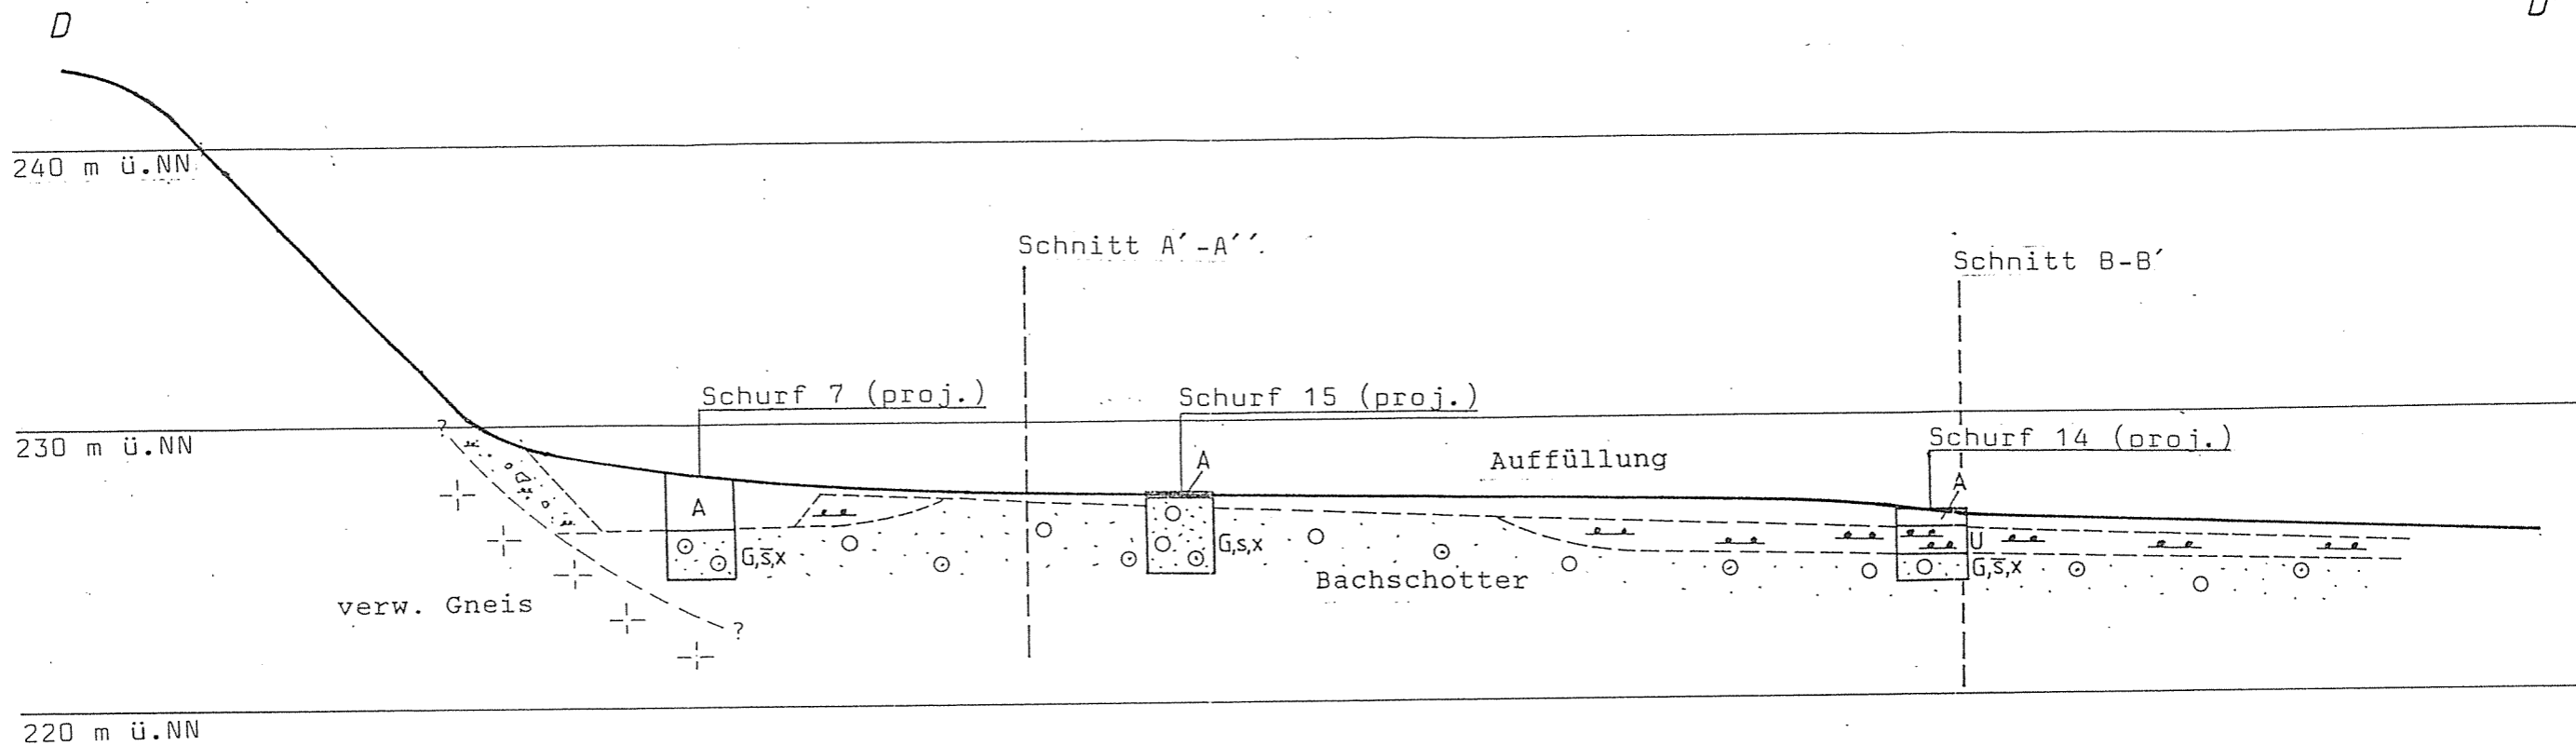 D
D
240 m ü.NN
Schnitt A′-A′′
Schnitt B-B′
Schurf 7 (proj.)
Schurf 15 (proj.)
230 m ü.NN
?
Schurf 14 (proj.)
A
Auffüllung
A
A
U
G,s̅,x
G,s,x
G,s̅,x
Bachschotter
verw. Gneis
?
220 m ü.NN